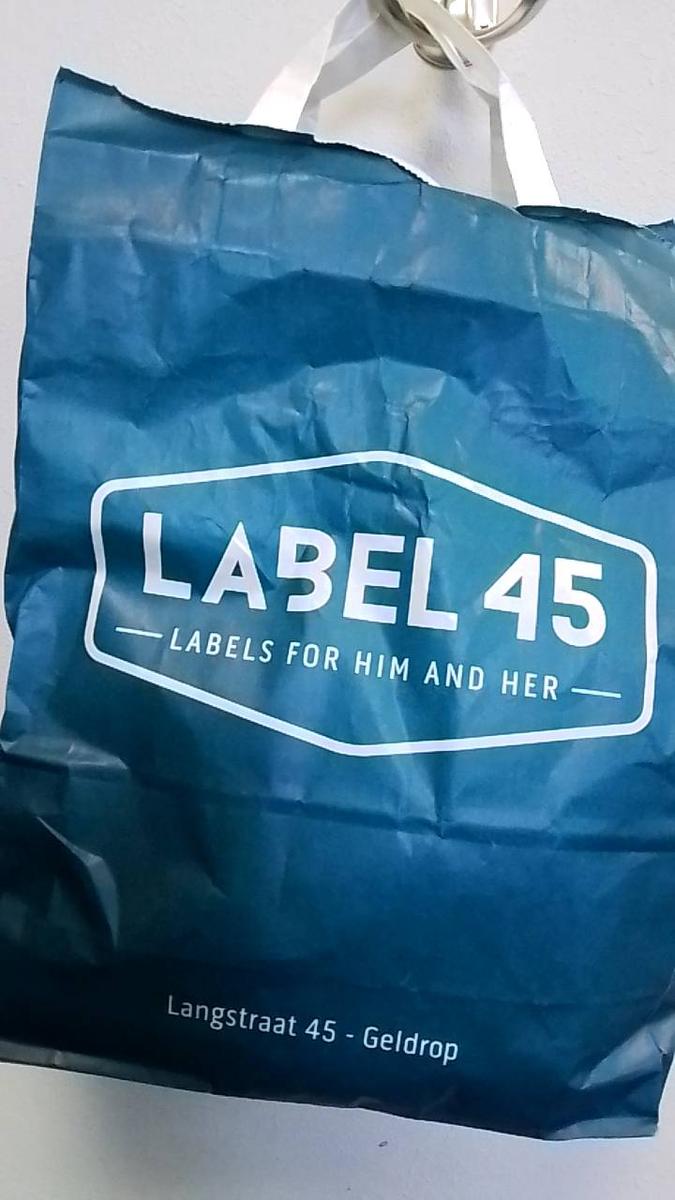 LABEL 45
LABELS FOR HIM AND HER
Langstraat 45 - Geldrop